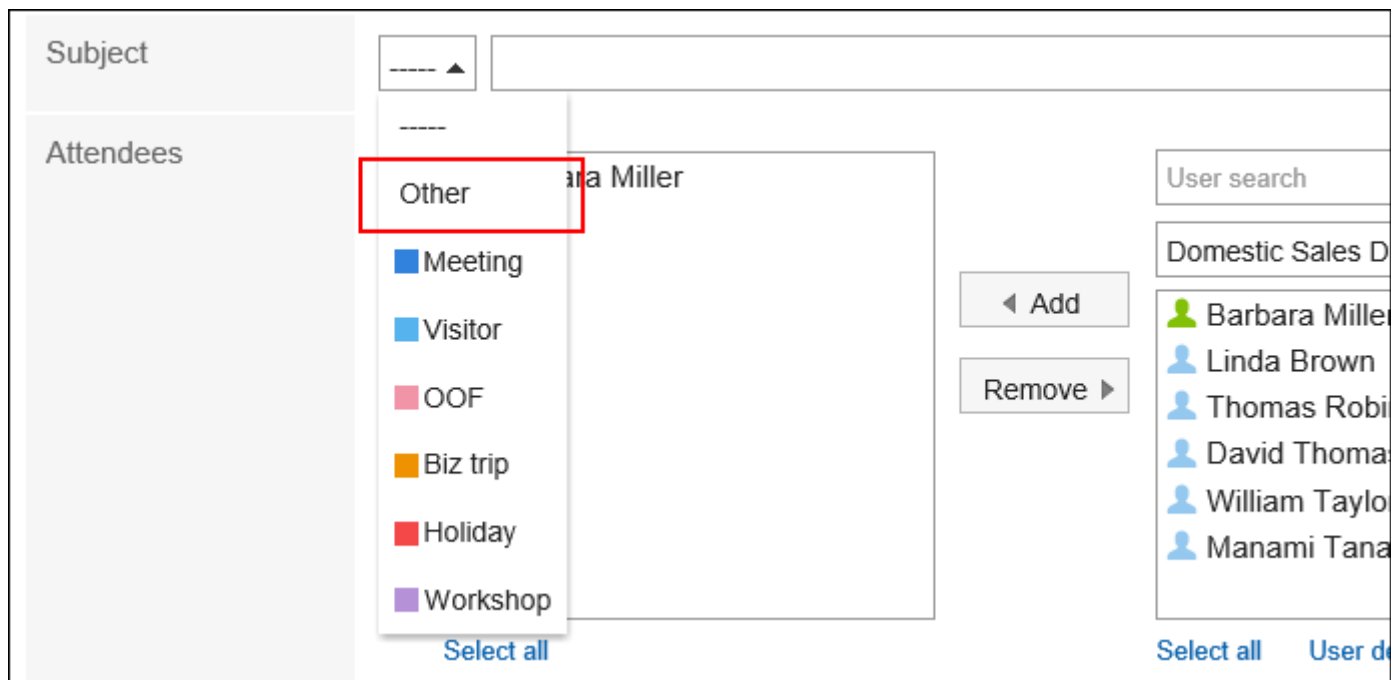 Subject
-----
-----
Attendees
Other
Miller
Meeting
Visitor
OOF
Biz trip
Holiday
Workshop
Select all
Add
Remove
User search
Domestic Sales D
Barbara Miller
Linda Brown
Thomas Robi
David Thomas
William Taylo
Manami Tana
Select all User de